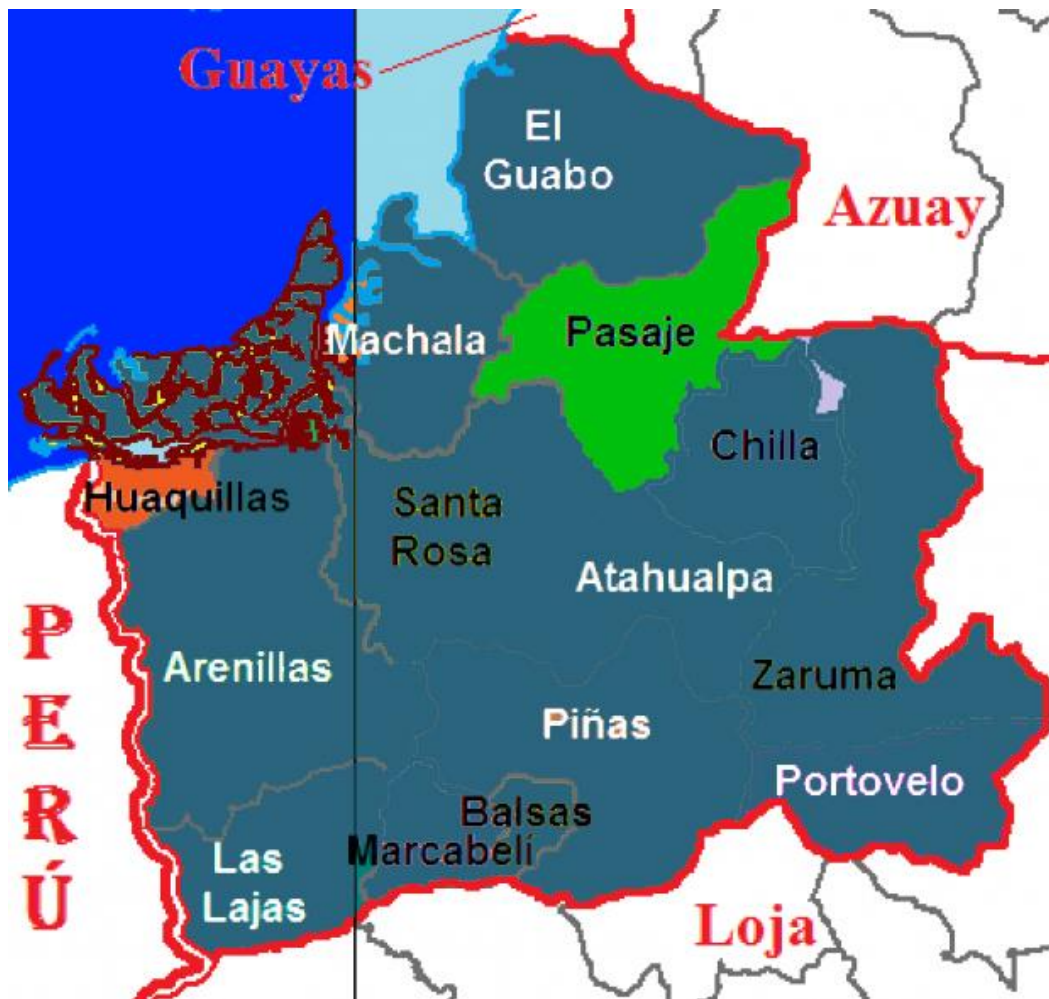 Guayas
El
Guabo
Azuay
Machala
Pasaje
Chilla
Huaquillas
Santa
Rosa
Atahualpa
PERÚ
Arenillas
Zaruma
Piñas
Portovelo
Balsas
Marcabelí
Las
Lajas
Loja